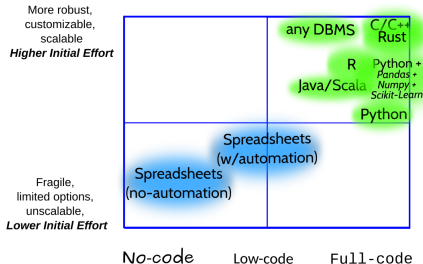 More robust,
customizable,
scalable
Higher Initial Effort
any DBMS
C/C++
Rust
R
Python +
Pandas +
Numpy +
Scikit-Learn
Java/Scala
Python
Spreadsheets
(w/automation)
Spreadsheets
(no-automation)
Fragile,
limited options,
unscalable,
Lower Initial Effort
No-code
Low-code
Full-code